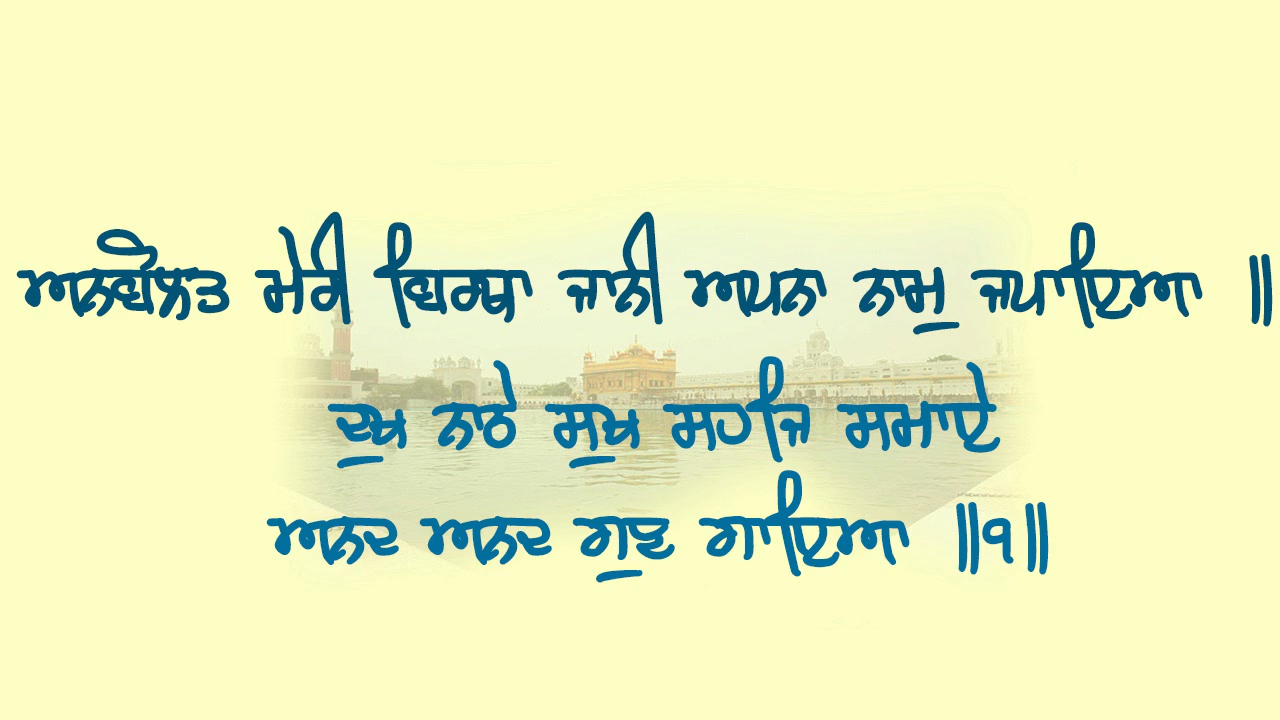 ਅਨਬੋਲਤ ਮੇਰੀ ਬਿਰਥਾ ਜਾਨੀ ਅਪਨਾ ਨਾਮੁ ਜਪਾਇਆ ॥
ਦੁਖ ਨਾਠੇ ਸੁਖ ਸਹਜਿ ਸਮਾਏ
ਅਨਦ ਅਨਦ ਗੁਣ ਗਾਇਆ ॥੧॥